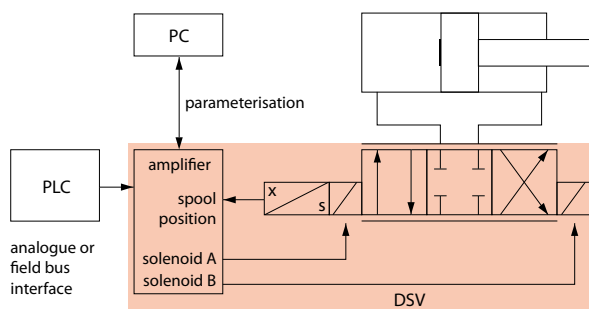 PC
parameterisation
PLC
amplifier
spool
position
x
s
analogue or
field bus
interface
solenoid A
solenoid B
DSV